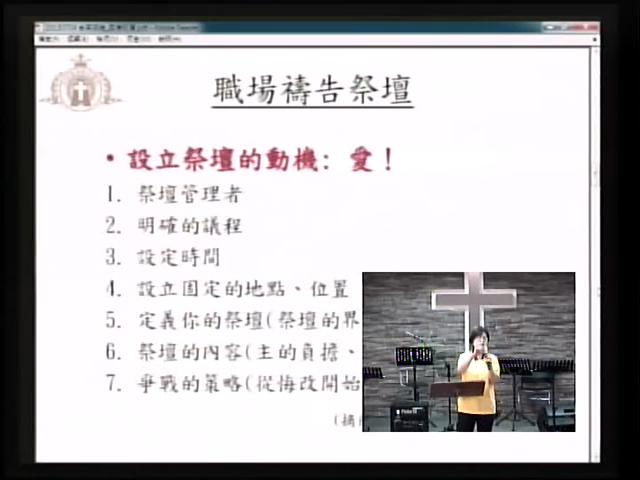 職場禱告祭壇
• 設立祭壇的動機: 愛!
1. 祭壇管理者
2. 明確的議程
3. 設定時間
4. 設立固定的地點、位置
5. 定義你的祭壇(祭壇的界
6. 祭壇的內容(主的負擔、
7. 爭戰的策略(從悔改開始
(摘